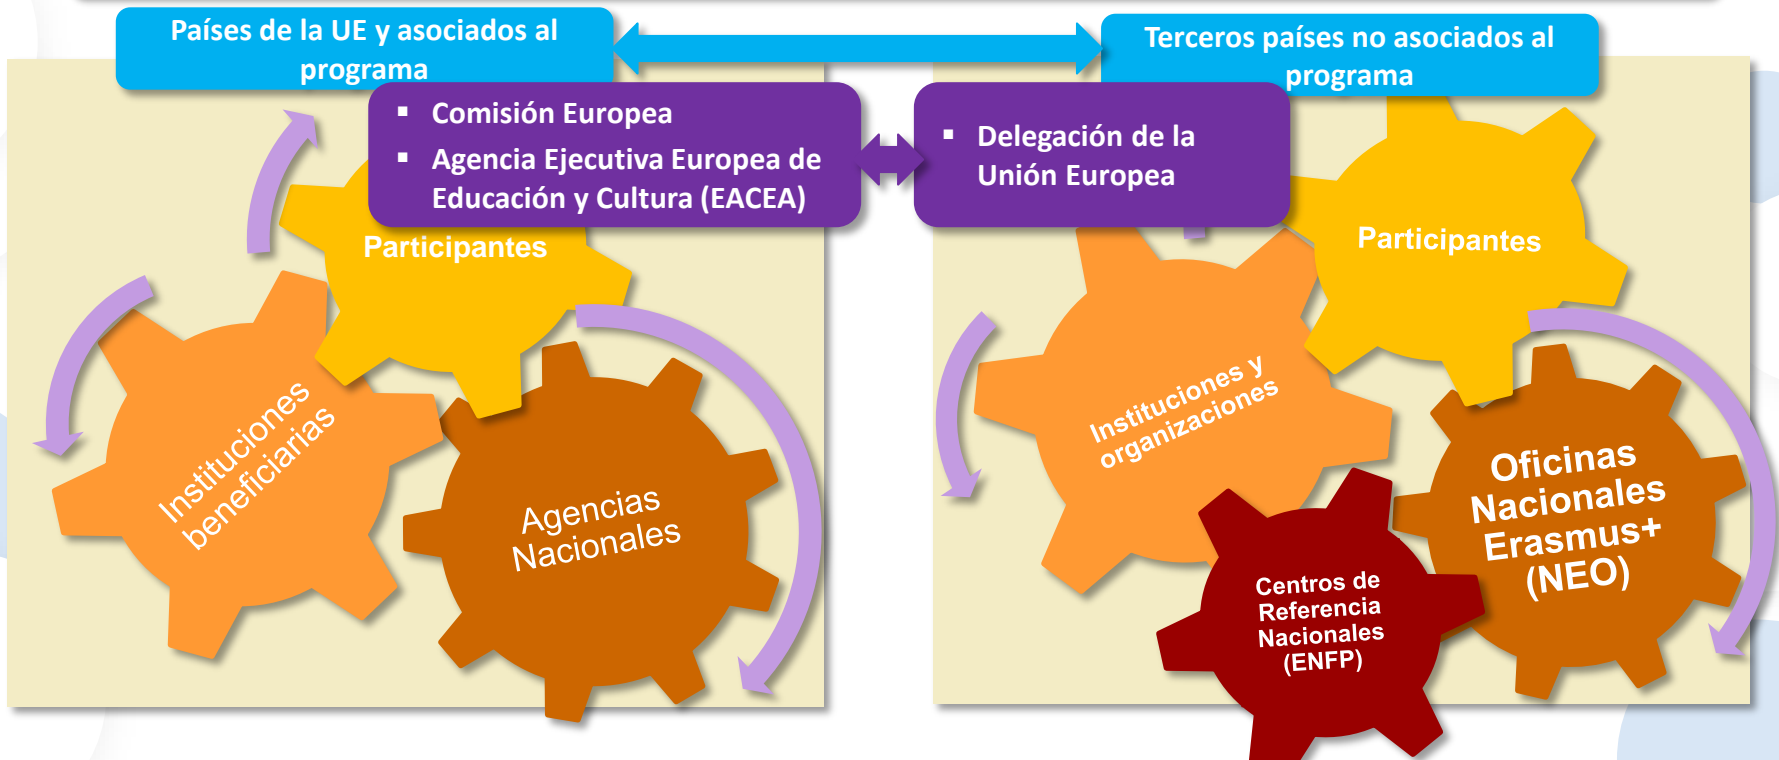 Países de la UE y asociados al
programa
Terceros países no asociados al
programa
Comisión Europea
Agencia Ejecutiva Europea de
Educación y Cultura (EACEA)
Delegación de la
Unión Europea
Participantes
Instituciones
beneficiarias
Agencias
Nacionales
Participantes
Instituciones y
organizaciones
Oficinas
Nacionales
Erasmus+
(NEO)
Centros de
Referencia
Nacionales
(ENFP)